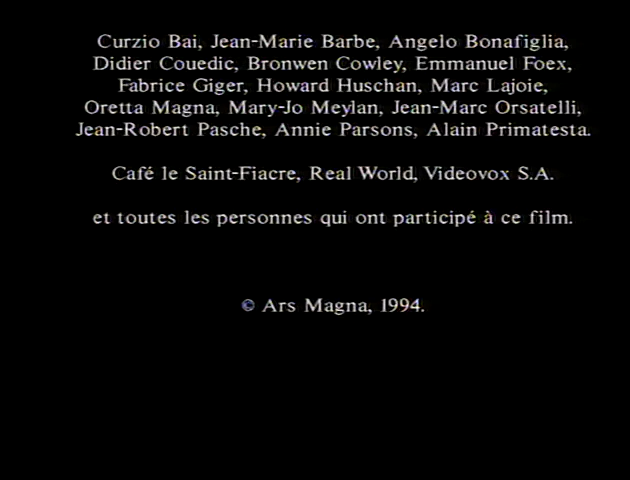 Curzio Bai, Jean-Marie Barbe, Angelo Bonafiglia,
Didier Couedic, Bronwen Cowley, Emmanuel Foex,
Fabrice Giger, Howard Huschan, Marc Lajoie,
Oretta Magna, Mary-Jo Meylan, Jean-Marc Orsatelli,
Jean-Robert Pasche, Annie Parsons, Alain Primatesta.
Café le Saint-Fiacre, Real World, Videovox S.A.
et toutes les personnes qui ont participé à ce film.
© Ars Magna, 1994.